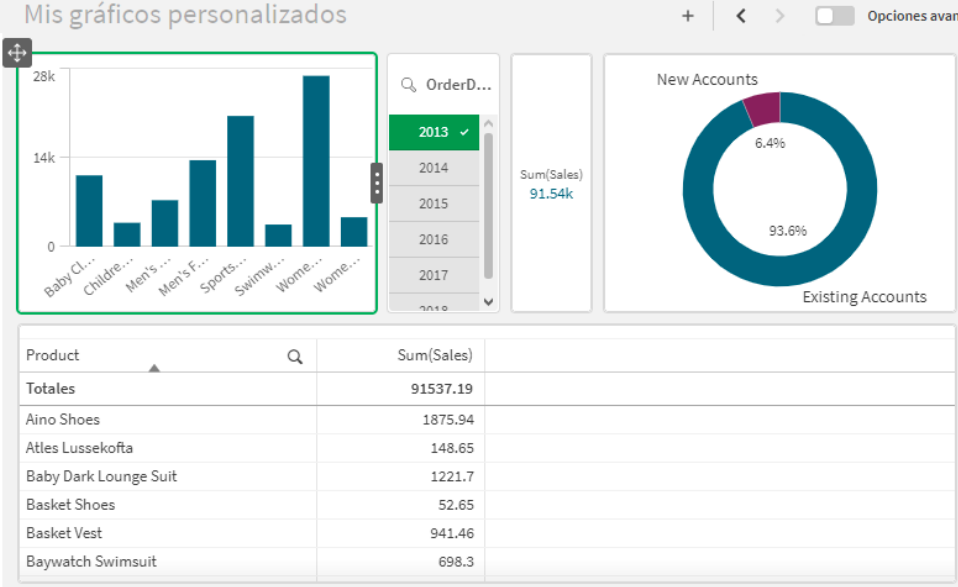 Mis gráficos personalizados
Opciones avan
28k
14k
0
Baby Cl...
Childre...
Men's ...
Men's F...
Sports...
Swimw...
Wome...
Wome...
OrderD...
2013
2014
2015
2016
2017
2018
Sum(Sales)
91.54k
New Accounts
6.4%
93.6%
Existing Accounts
Product Sum(Sales)
Totales 91537.19
Aino Shoes 1875.94
Atles Lussekofta 148.65
Baby Dark Lounge Suit 1221.7
Basket Shoes 52.65
Basket Vest 941.46
Baywatch Swimsuit 698.3